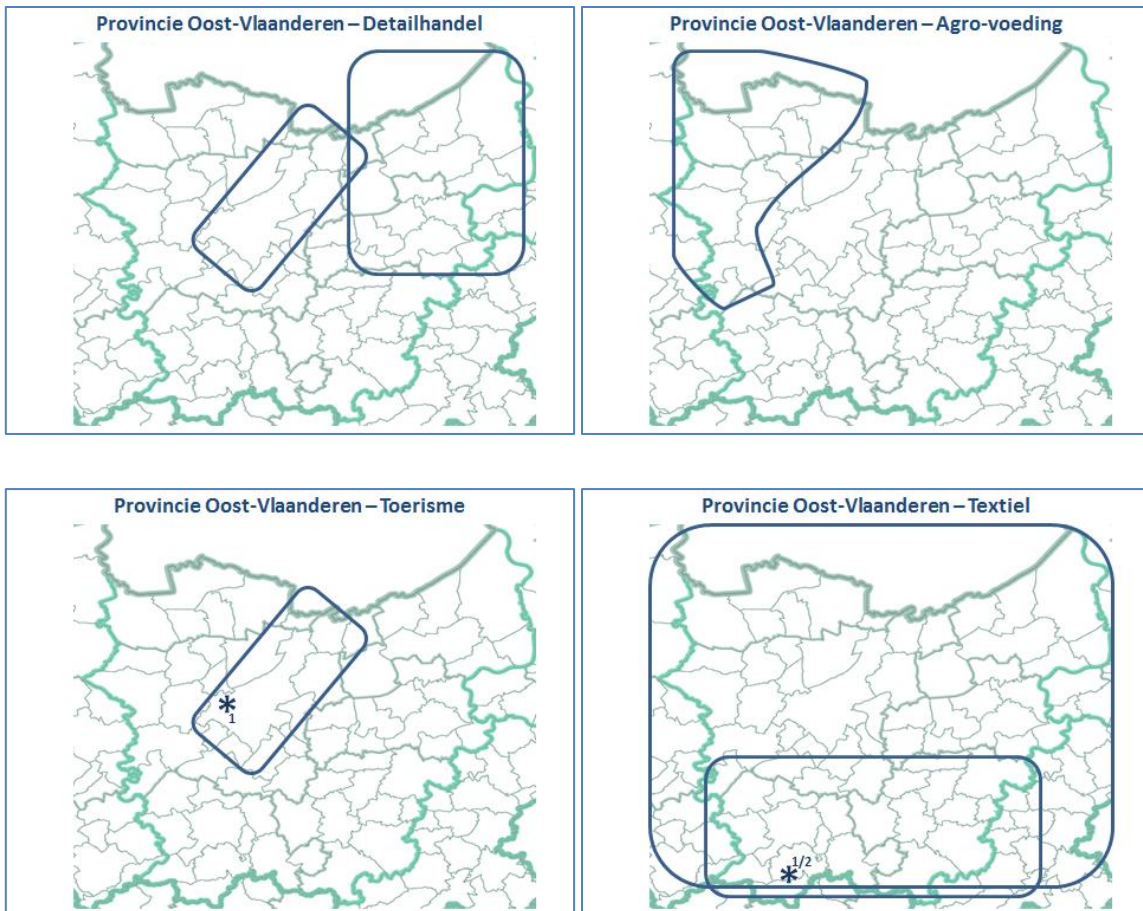 Provincie Oost-Vlaanderen – Detailhandel
Provincie Oost-Vlaanderen – Agro-voeding
Provincie Oost-Vlaanderen – Toerisme
*1
Provincie Oost-Vlaanderen – Textiel
*1/2